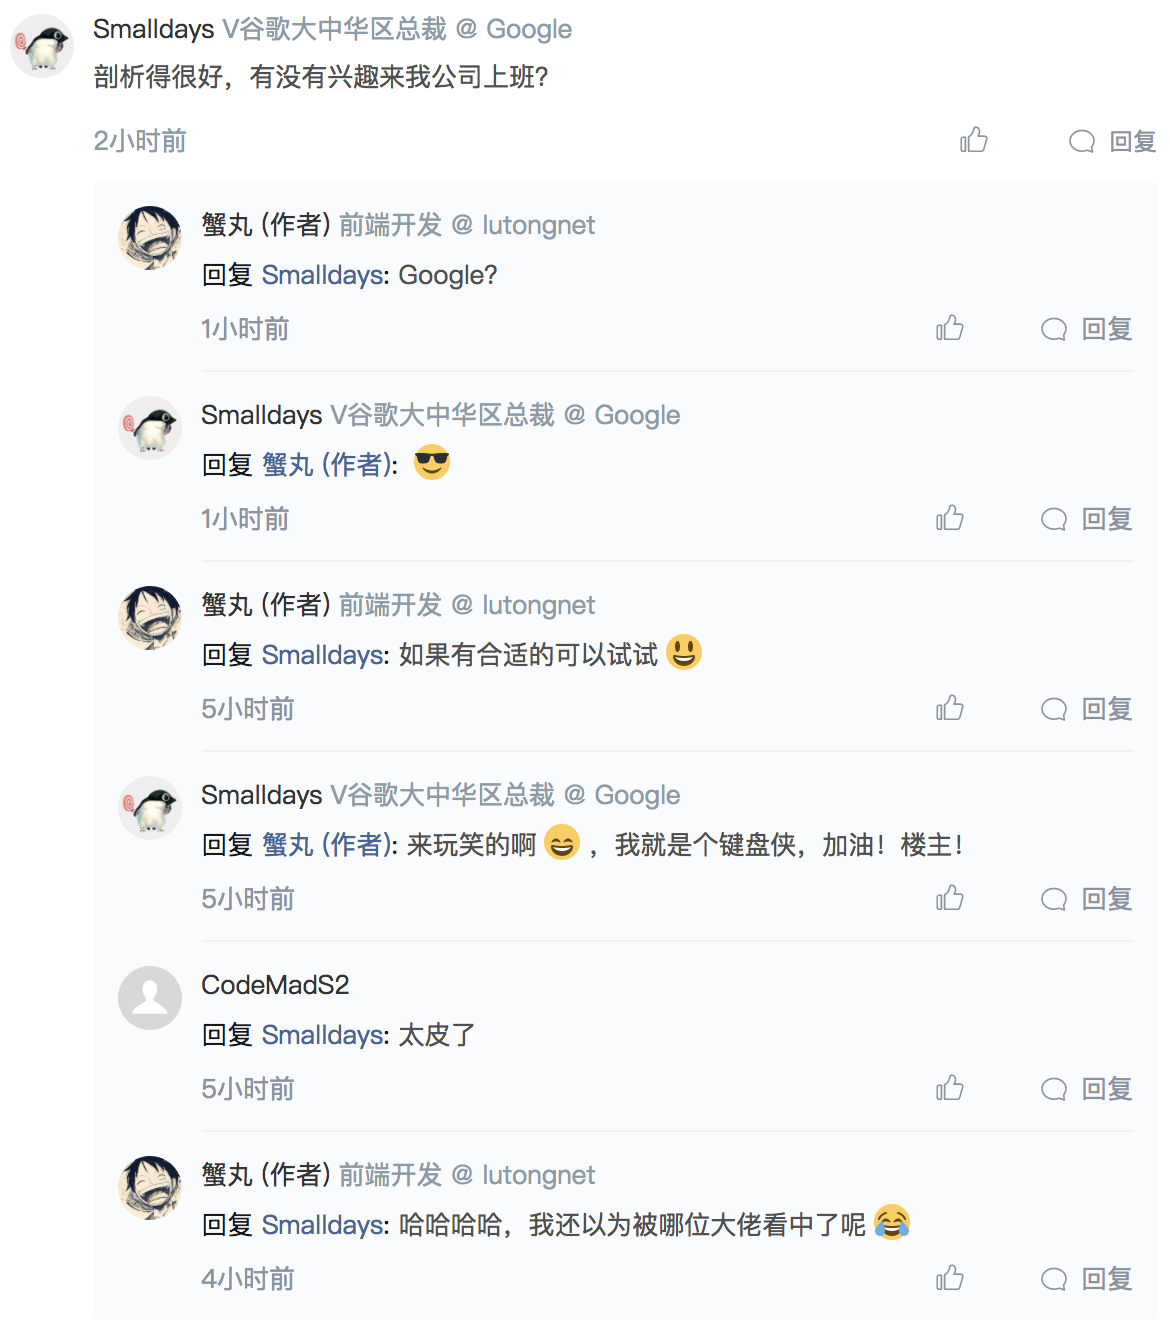 Smalldays V谷歌大中华区总裁 @ Google
剖析得很好，有没有兴趣来我公司上班?
2小时前 回复
蟹丸 (作者) 前端开发 @ lutongnet
回复 Smalldays: Google?
1小时前 回复
Smalldays V谷歌大中华区总裁 @ Google
回复 蟹丸 (作者): 😎
1小时前 回复
蟹丸 (作者) 前端开发 @ lutongnet
回复 Smalldays: 如果有合适的可以试试 😃
5小时前 回复
Smalldays V谷歌大中华区总裁 @ Google
回复 蟹丸 (作者): 来玩笑的啊 😄 ，我就是个键盘侠，加油！楼主！
5小时前 回复
CodeMadS2
回复 Smalldays: 太皮了
5小时前 回复
蟹丸 (作者) 前端开发 @ lutongnet
回复 Smalldays: 哈哈哈哈，我还以为被哪位大佬看中了呢 😂
4小时前 回复